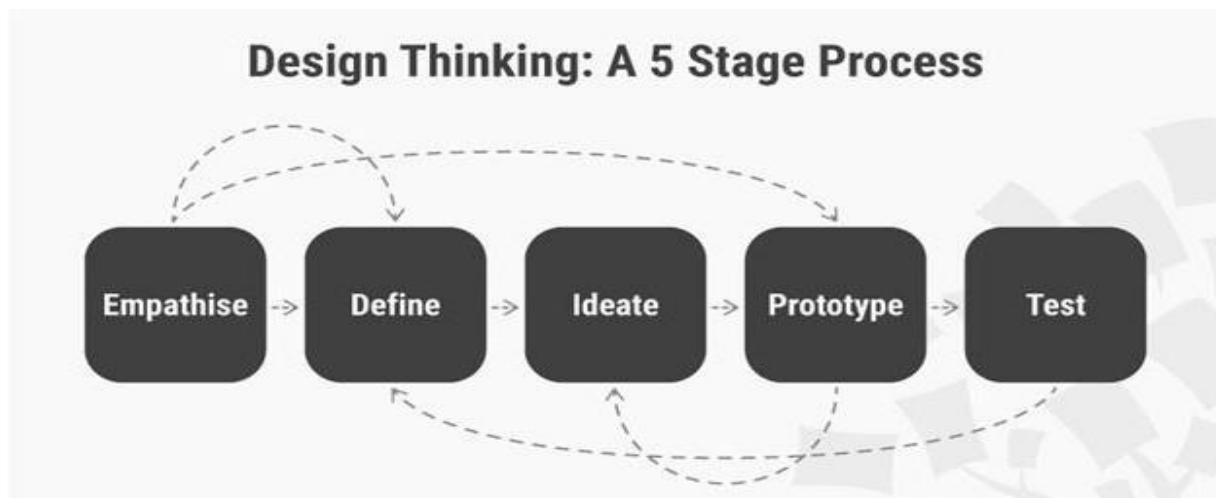 Design Thinking: A 5 Stage Process
Empathise
Define
Ideate
Prototype
Test